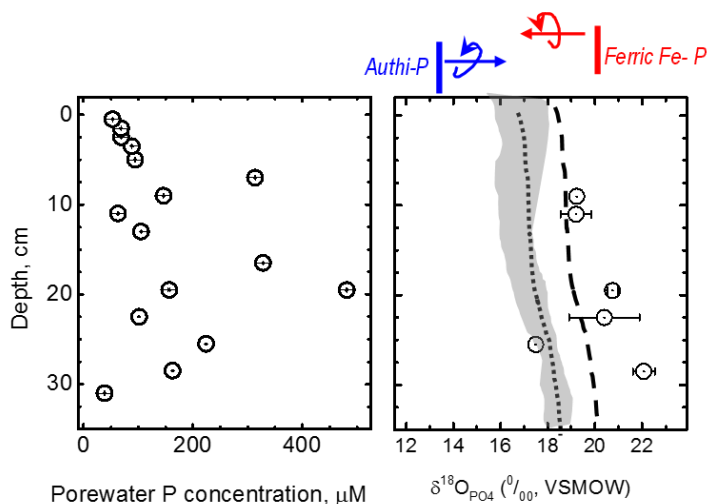 Authi-P
Ferric Fe- P
0
10
20
30
Depth, cm
0 200 400
12 14 16 18 20 22
Porewater P concentration, μM
δ¹⁸O_PO4 (⁰/₀₀, VSMOW)